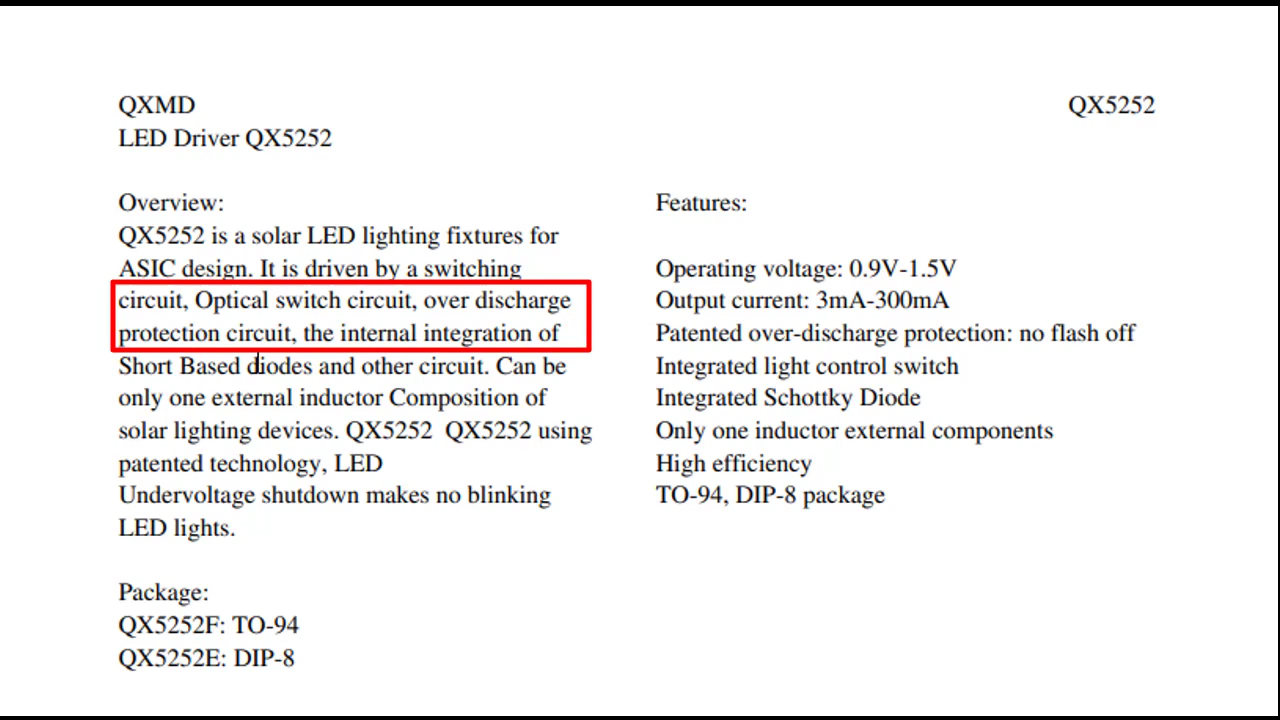 QXMD
QX5252
LED Driver QX5252
Overview:
QX5252 is a solar LED lighting fixtures for
ASIC design. It is driven by a switching
circuit, Optical switch circuit, over discharge
protection circuit, the internal integration of
Short Based diodes and other circuit. Can be
only one external inductor Composition of
solar lighting devices. QX5252  QX5252 using
patented technology, LED
Undervoltage shutdown makes no blinking
LED lights.
Package:
QX5252F: TO-94
QX5252E: DIP-8
Features:
Operating voltage: 0.9V-1.5V
Output current: 3mA-300mA
Patented over-discharge protection: no flash off
Integrated light control switch
Integrated Schottky Diode
Only one inductor external components
High efficiency
TO-94, DIP-8 package